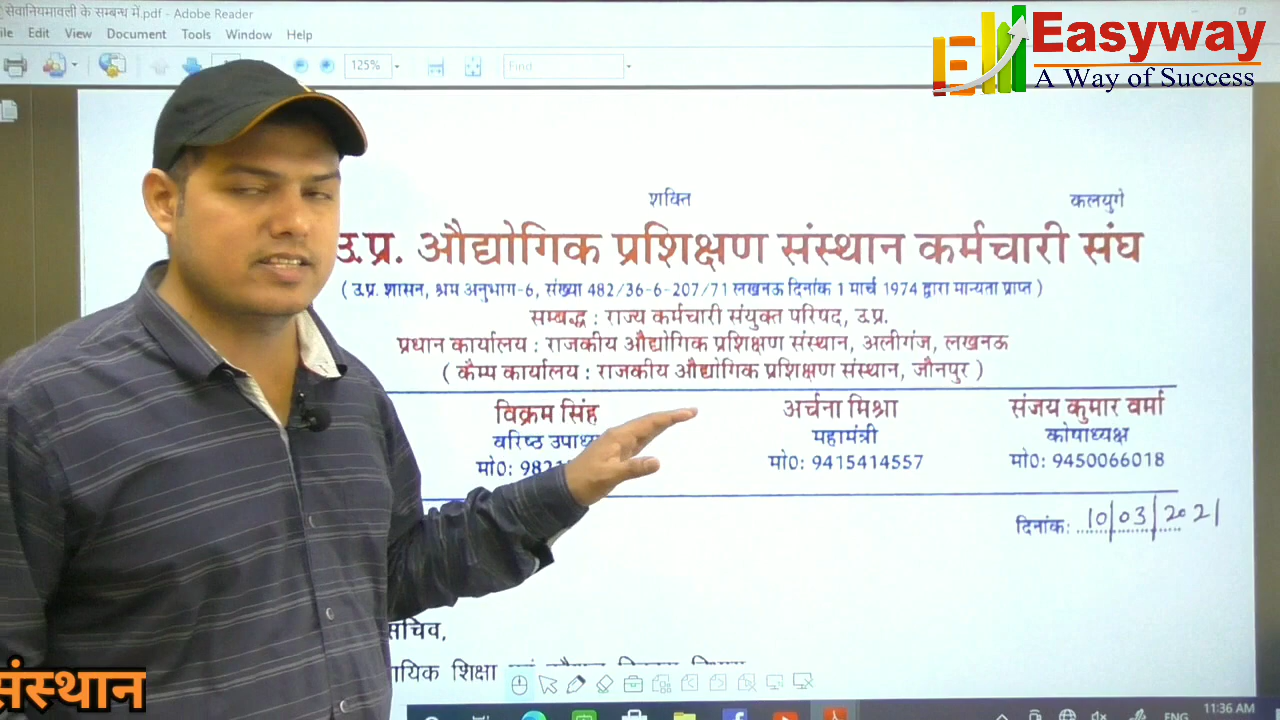 सेवानियमावली के सम्बन्ध में.pdf - Adobe Reader
Edit View Document Tools Window Help
125% Find
Easyway
A Way of Success
शक्ति कलयुगे
उ.प्र. औद्योगिक प्रशिक्षण संस्थान कर्मचारी संघ
( उ.प्र. शासन, श्रम अनुभाग-6, संख्या 482/36-6-207/71 लखनऊ दिनांक 1 मार्च 1974 द्वारा मान्यता प्राप्त )
सम्बद्ध : राज्य कर्मचारी संयुक्त परिषद, उ.प्र.
प्रधान कार्यालय : राजकीय औद्योगिक प्रशिक्षण संस्थान, अलीगंज, लखनऊ
( कैम्प कार्यालय : राजकीय औद्योगिक प्रशिक्षण संस्थान, जौनपुर )
विक्रम सिंह अर्चना मिश्रा संजय कुमार वर्मा
वरिष्ठ महामंत्री कोषाध्यक्ष
मो0: मो0: 9415414557 मो0: 9450066018
दिनांक: 10/03/2021
सचिव,
शिक्षा
संस्थान
ENG 11:36 AM